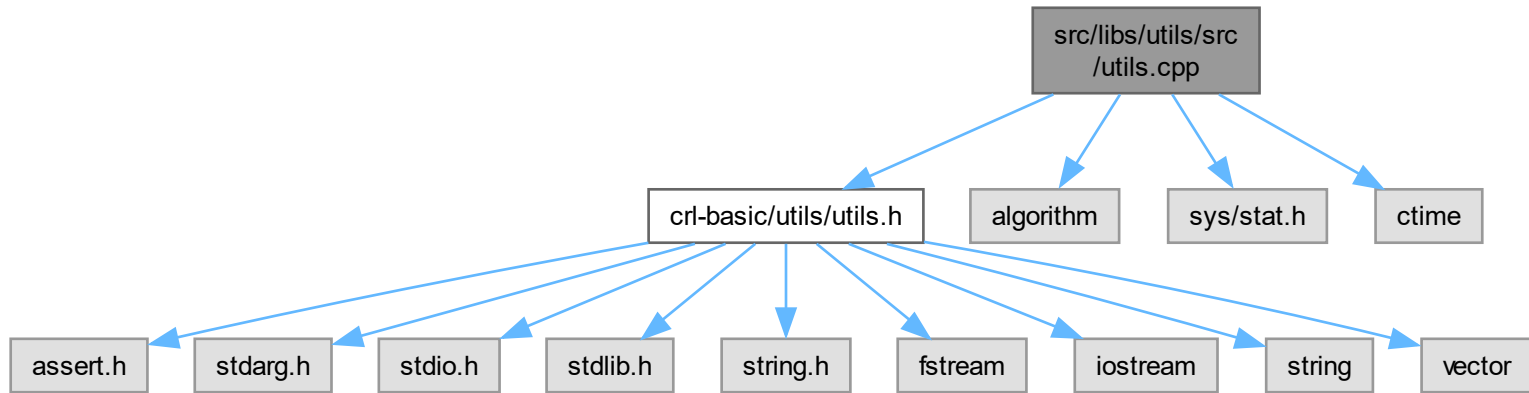 src/libs/utils/src
/utils.cpp
crl-basic/utils/utils.h
algorithm
sys/stat.h
ctime
assert.h
stdarg.h
stdio.h
stdlib.h
string.h
fstream
iostream
string
vector